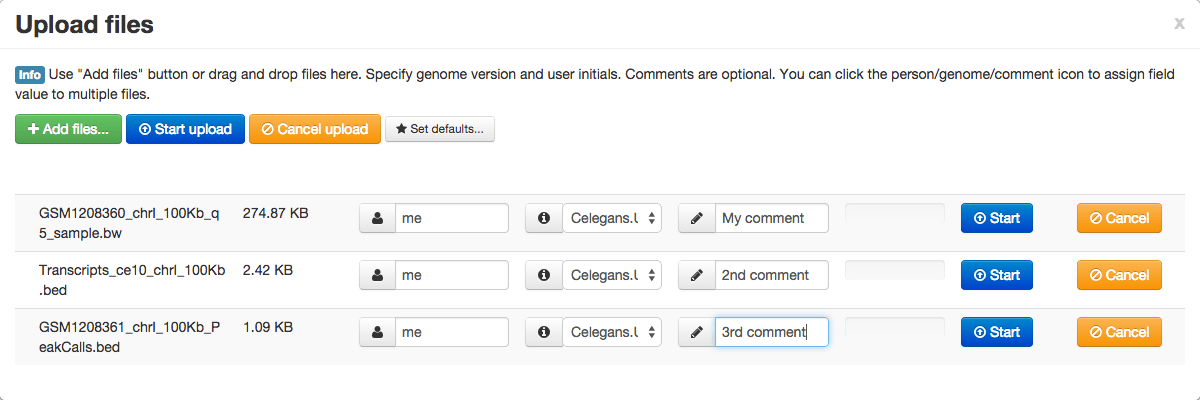 Upload files
x
Info Use "Add files" button or drag and drop files here. Specify genome version and user initials. Comments are optional. You can click the person/genome/comment icon to assign field
value to multiple files.
Add files... Start upload Cancel upload Set defaults...
GSM1208360_chrI_100Kb_q 274.87 KB me Celegans.U My comment Start Cancel
5_sample.bw
Transcripts_ce10_chrI_100Kb 2.42 KB me Celegans.U 2nd comment Start Cancel
.bed
GSM1208361_chrI_100Kb_P 1.09 KB me Celegans.U 3rd comment Start Cancel
eakCalls.bed